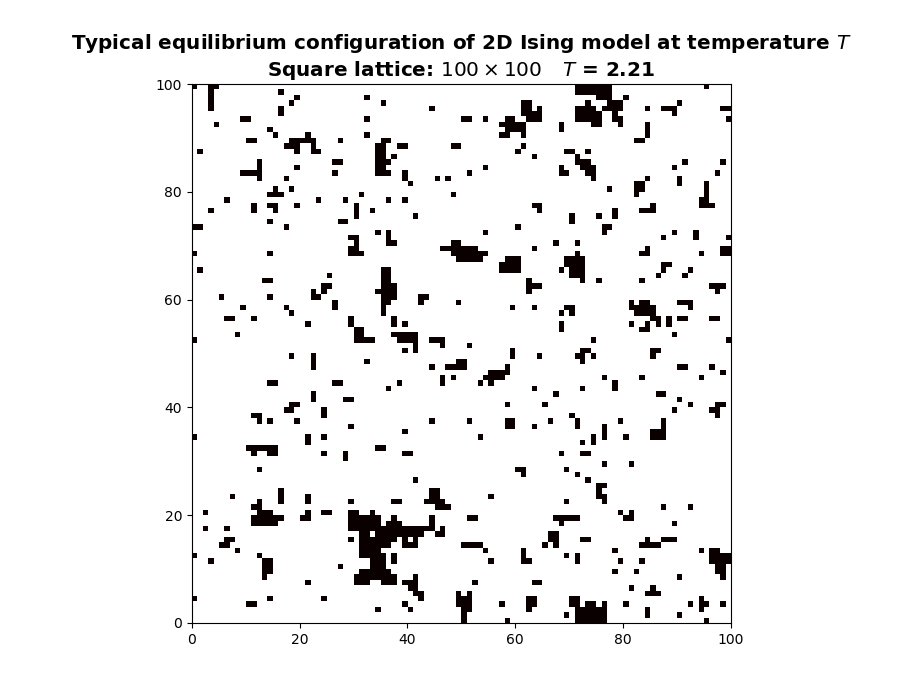 Typical equilibrium configuration of 2D Ising model at temperature T
Square lattice: 100 × 100 T = 2.21
100
80
60
40
20
0
0 20 40 60 80 100